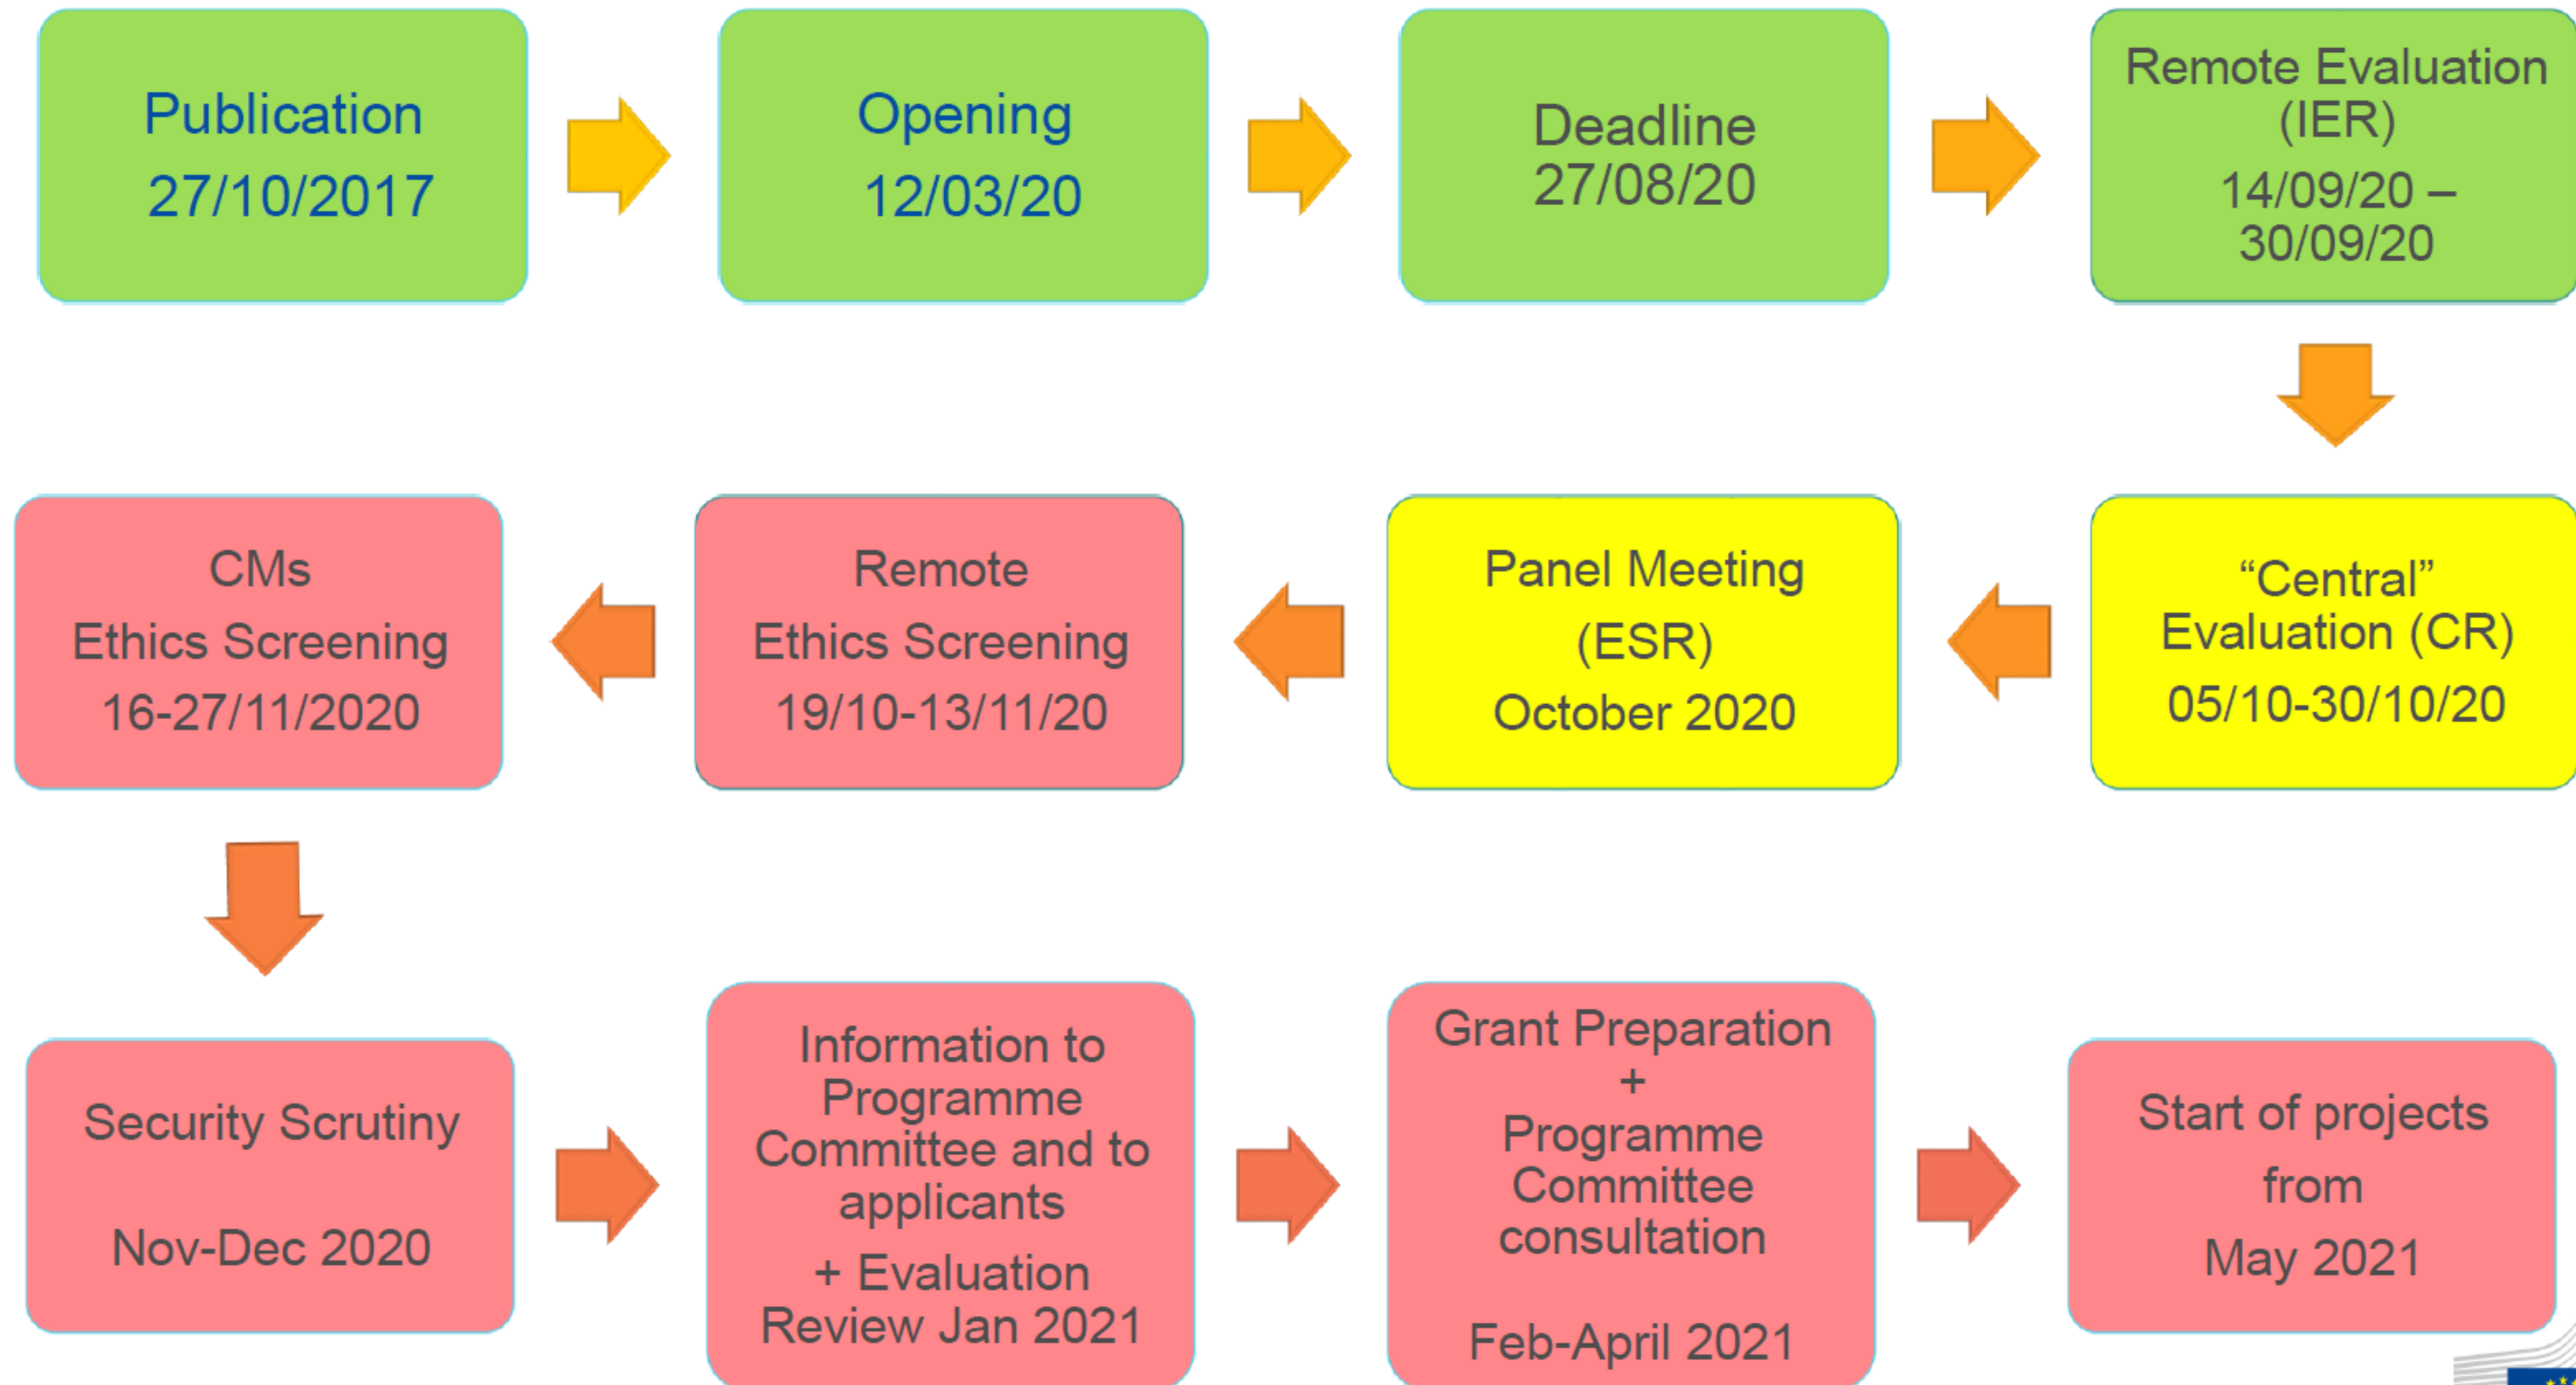 Publication
27/10/2017
Opening
12/03/20
Deadline
27/08/20
Remote Evaluation
(IER)
14/09/20 –
30/09/20
“Central”
Evaluation (CR)
05/10-30/10/20
Panel Meeting
(ESR)
October 2020
Remote
Ethics Screening
19/10-13/11/20
CMs
Ethics Screening
16-27/11/2020
Security Scrutiny
Nov-Dec 2020
Information to
Programme
Committee and to
applicants
+ Evaluation
Review Jan 2021
Grant Preparation
+
Programme
Committee
consultation
Feb-April 2021
Start of projects
from
May 2021